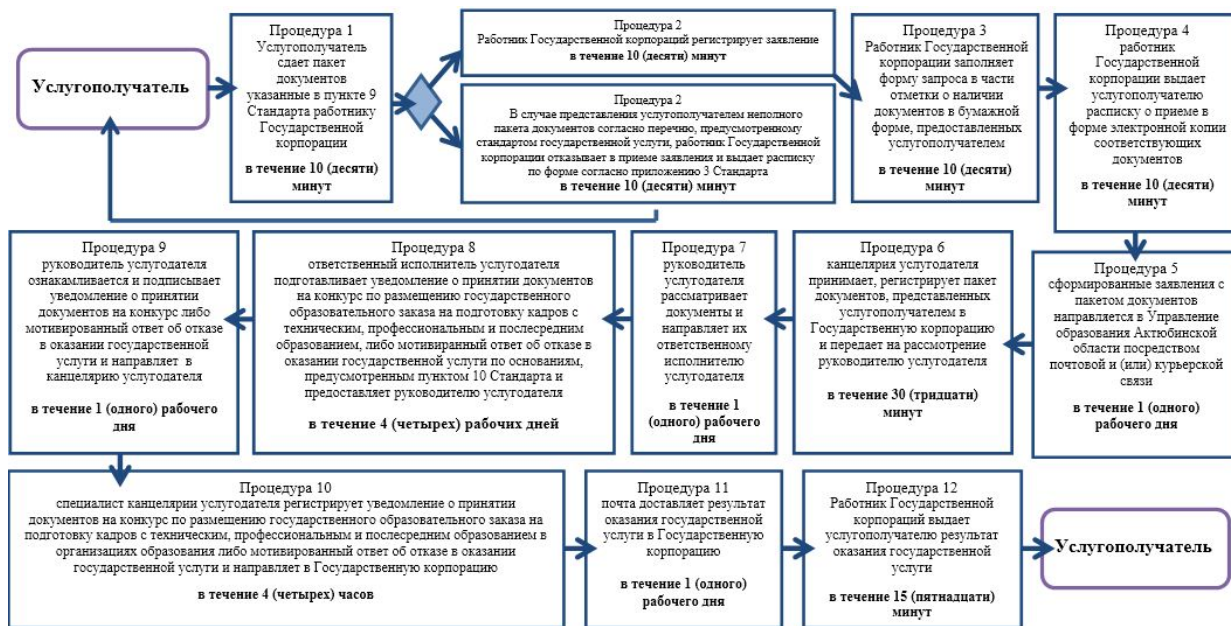 Услугополучатель
Процедура 1
Услугополучатель
сдает пакет
документов
указанные в пункте 9
Стандарта работнику
Государственной
корпорации
в течение 10 (десяти)
минут
Процедура 2
Работник Государственной корпораций регистрирует заявление
в течение 10 (десяти) минут
Процедура 2
В случае представления услугополучателем неполного
пакета документов согласно перечню, предусмотренному
стандартом государственной услуги, работник Государственной
корпорации отказывает в приеме заявления и выдает расписку
по форме согласно приложению 3 Стандарта
в течение 10 (десяти) минут
Процедура 3
Работник Государственной
корпорации заполняет
форму запроса в части
отметки о наличии
документов в бумажной
форме, предоставленных
услугополучателем
в течение 10 (десяти)
минут
Процедура 4
работник
Государственной
корпорации выдает
услугополучателю
расписку о приеме в
форме электронной копии
соответствующих
документов
в течение 10 (десяти)
минут
Процедура 5
сформированные заявления с
пакетом документов
направляется в Управление
образования Актюбинской
области посредством
почтовой и (или) курьерской
связи
в течение 1 (одного)
рабочего дня
Процедура 6
канцелярия услугодателя
принимает, регистрирует пакет
документов, представленных
услугополучателем в
Государственную корпорацию
и передает на рассмотрение
руководителю услугодателя
в течение 30 (тридцати)
минут
Процедура 7
руководитель
услугодателя
рассматривает
документы и
направляет их
ответственному
исполнителю
услугодателя
в течение 1
(одного) рабочего
дня
Процедура 8
ответственный исполнитель услугодателя
подготавливает уведомление о принятии документов
на конкурс по размещению государственного
образовательного заказа на подготовку кадров с
техническим, профессиональным и послесредним
образованием, либо мотивиранный ответ об отказе в
оказании государственной услуги по основаниям,
предусмотренным пунктом 10 Стандарта и
предоставляет руководителю услугодателя
в течение 4 (четырех) рабочих дней
Процедура 9
руководитель услугодателя
ознакамливается и подписывает
уведомление о принятии
документов на конкурс либо
мотивированный ответ об отказе
в оказании государственной
услуги и направляет в
канцелярию услугодателя
в течение 1 (одного) рабочего
дня
Процедура 10
специалист канцелярии услугодателя регистрирует уведомление о принятии
документов на конкурс по размещению государственного образовательного заказа на
подготовку кадров с техническим, профессиональным и послесредним образованием в
организациях образования либо мотивированный ответ об отказе в оказании
государственной услуги и направляет в Государственную корпорацию
в течение 4 (четырех) часов
Процедура 11
почта доставляет результат
оказания государственной
услуги в Государственную
корпорацию
в течение 1 (одного)
рабочего дня
Процедура 12
Работник Государственной
корпораций выдает
услугополучателю результат
оказания государственной
услуги
в течение 15 (пятнадцати)
минут
Услугополучатель